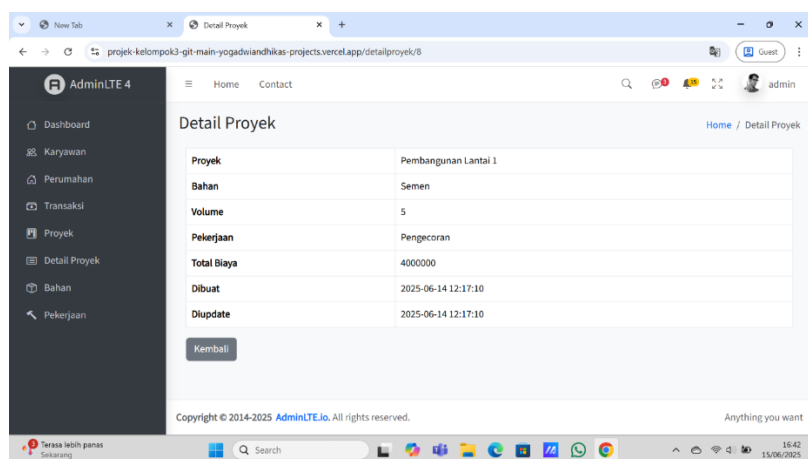 New Tab
Detail Proyek
projek-kelompok3-git-main-yogadwiandhikas-projects.vercel.app/detailproyek/8
Guest
AdminLTE 4
Home Contact
3
15
admin
Dashboard
Karyawan
Perumahan
Transaksi
Proyek
Detail Proyek
Bahan
Pekerjaan
Detail Proyek
Home / Detail Proyek
Proyek Pembangunan Lantai 1
Bahan Semen
Volume 5
Pekerjaan Pengecoran
Total Biaya 4000000
Dibuat 2025-06-14 12:17:10
Diupdate 2025-06-14 12:17:10
Kembali
Copyright © 2014-2025 AdminLTE.io. All rights reserved.
Anything you want
3
Terasa lebih panas
Sekarang
Search
16:42
15/06/2025